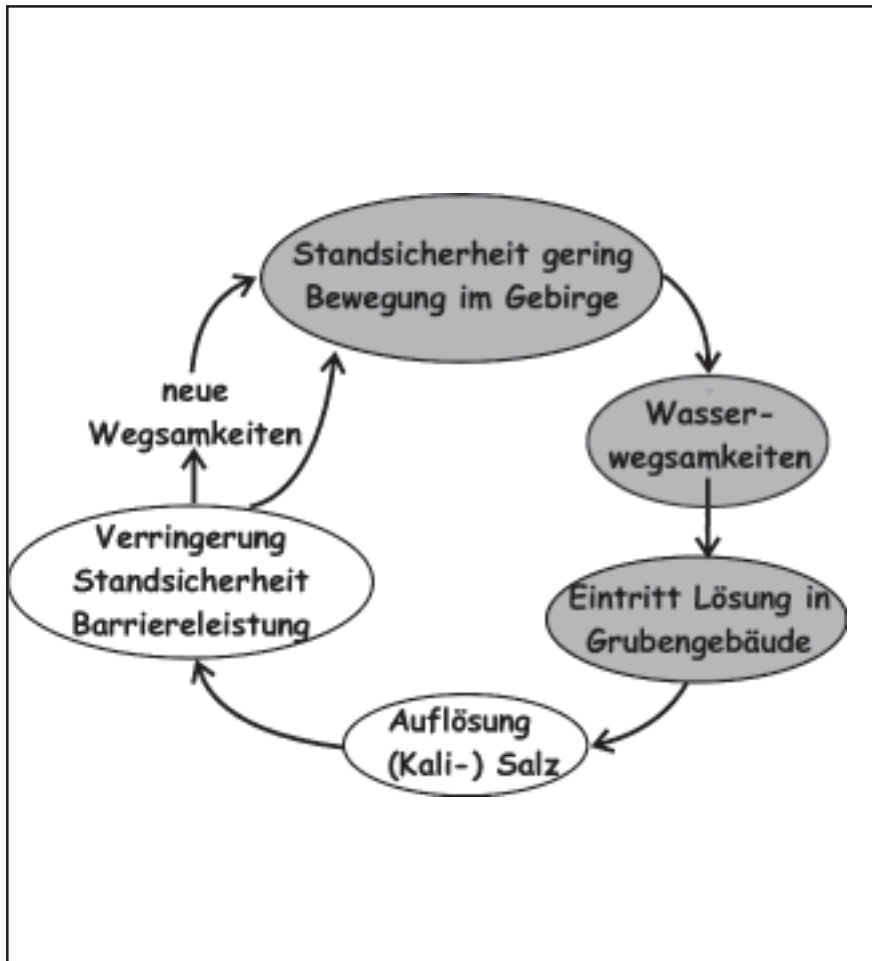 Standsicherheit gering
Bewegung im Gebirge
Wasser-
wegsamkeiten
Eintritt Lösung in
Grubengebäude
Auflösung
(Kali-) Salz
Verringerung
Standsicherheit
Barriereleistung
neue
Wegsamkeiten